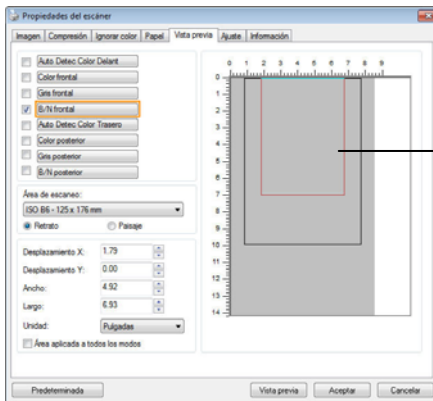 Propiedades del escáner
Imagen Compresión Ignorar color Papel Vista previa Ajuste Información
Auto Detec Color Delant
Color frontal
Gris frontal
B/N frontal
Auto Detec Color Trasero
Color posterior
Gris posterior
B/N posterior
Área de escaneo:
ISO B6 - 125 x 176 mm
Retrato Paisaje
Desplazamiento X: 1.79
Desplazamiento Y: 0.00
Ancho: 4.92
Largo: 6.93
Unidad: Pulgadas
Área aplicada a todos los modos
0 1 2 3 4 5 6 7 8 9
0
1
2
3
4
5
6
7
8
9
10
11
12
13
14
Predeterminada Vista previa Aceptar Cancelar